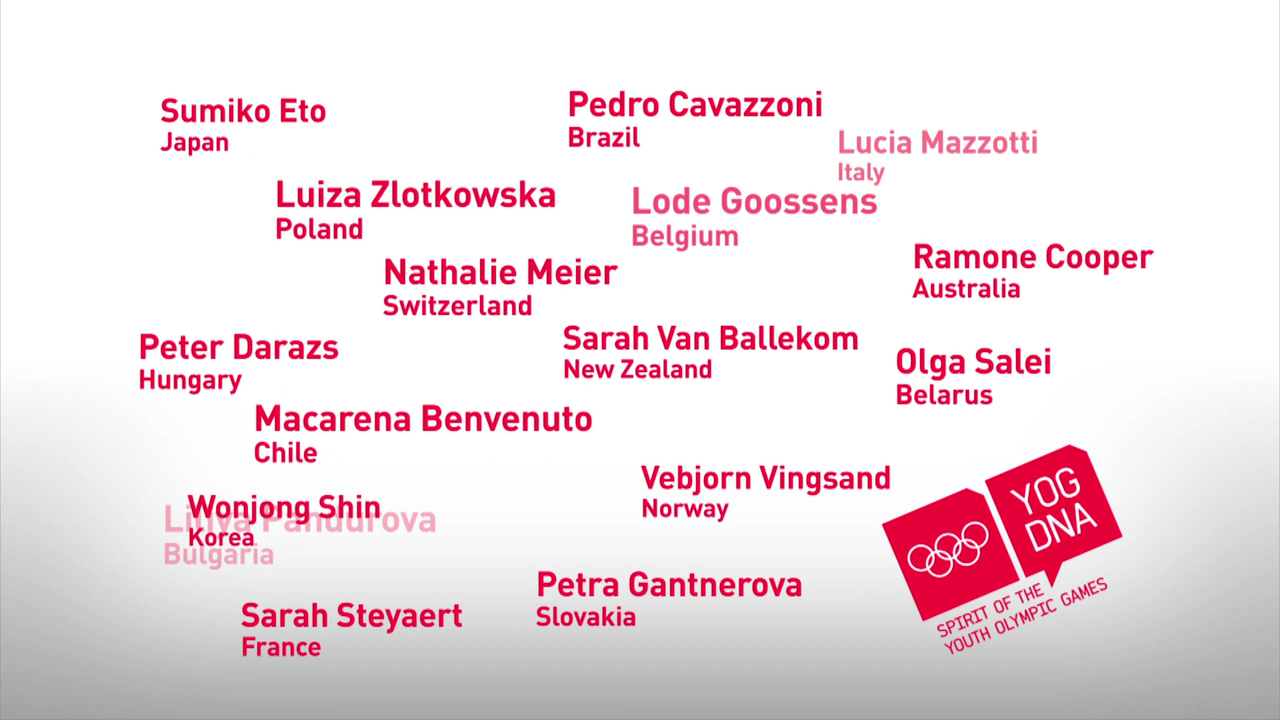 Sumiko Eto
Japan
Pedro Cavazzoni
Brazil
Lucia Mazzotti
Italy
Luiza Zlotkowska
Poland
Lode Goossens
Belgium
Nathalie Meier
Switzerland
Ramone Cooper
Australia
Peter Darazs
Hungary
Sarah Van Ballekom
New Zealand
Olga Salei
Belarus
Macarena Benvenuto
Chile
Vebjorn Vingsand
Norway
Wonjong Shin
Korea
Pandurova
Bulgaria
Petra Gantnerova
Slovakia
Sarah Steyaert
France
YOG
DNA
SPIRIT OF THE
YOUTH OLYMPIC GAMES